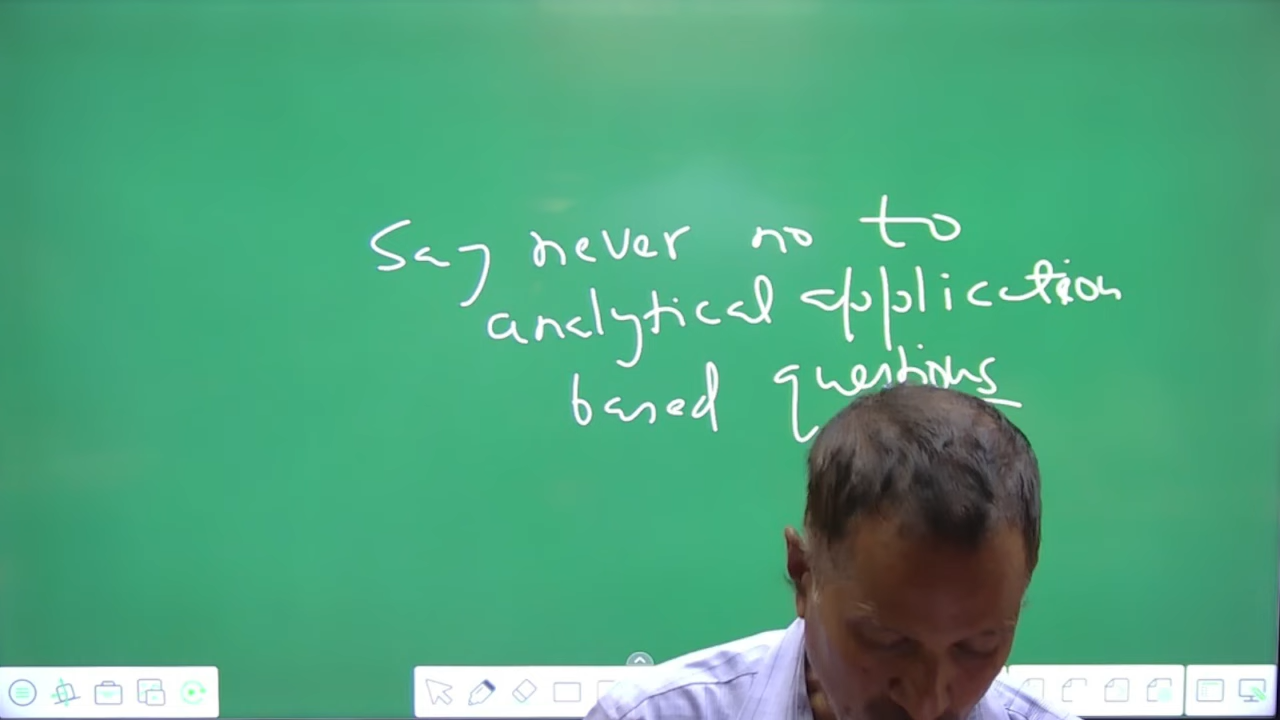 Say never no to
analytical application
based questions